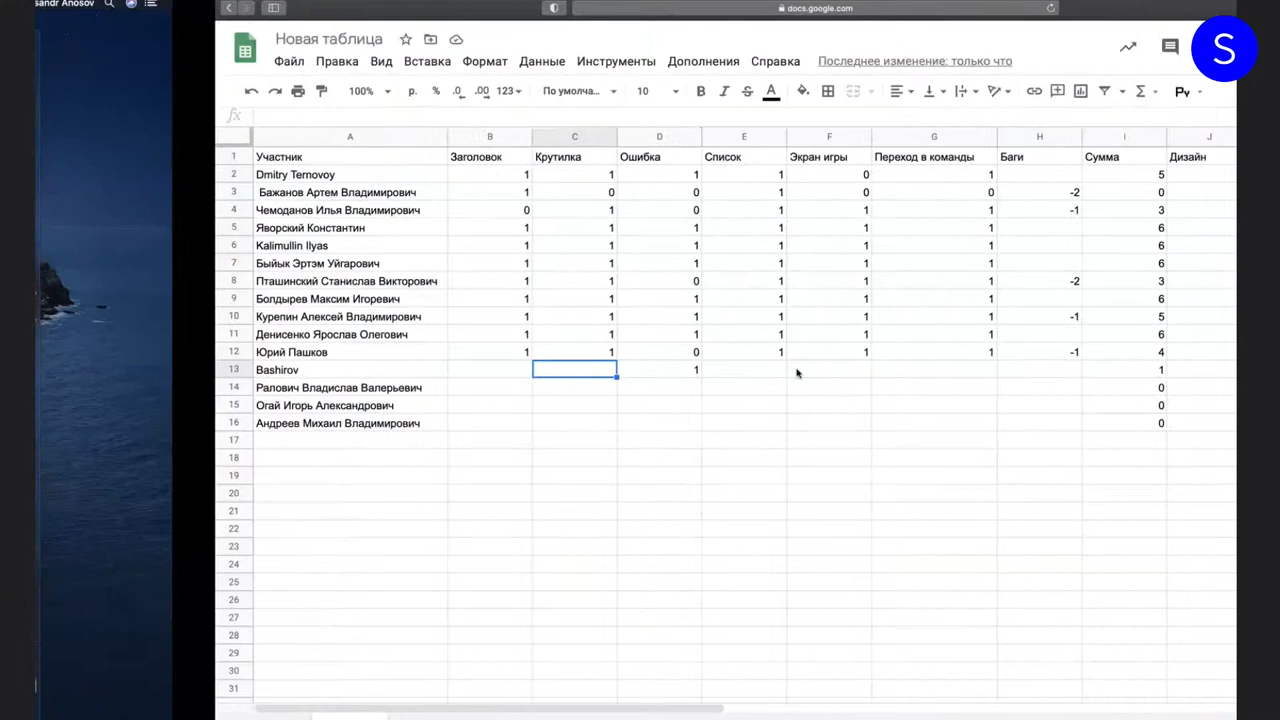 sandr Anosov
docs.google.com
S
Новая таблица
Файл Правка Вид Вставка Формат Данные Инструменты Дополнения Справка Последнее изменение: только что
100% р. % .0 .00 123 По умолча... 10 B I S A Σ Py
fx
A B C D E F G H I J
1 Участник Заголовок Крутилка Ошибка Список Экран игры Переход в команды Баги Сумма Дизайн
2 Dmitry Ternovoy 1 1 1 1 0 1 5
3 Бажанов Артем Владимирович 1 0 0 1 0 0 -2 0
4 Чемоданов Илья Владимирович 0 1 0 1 1 1 -1 3
5 Яворский Константин 1 1 1 1 1 1 6
6 Kalimullin Ilyas 1 1 1 1 1 1 6
7 Быйык Эртэм Уйгарович 1 1 1 1 1 1 6
8 Пташинский Станислав Викторович 1 1 0 1 1 1 -2 3
9 Болдырев Максим Игоревич 1 1 1 1 1 1 6
10 Курепин Алексей Владимирович 1 1 1 1 1 1 -1 5
11 Денисенко Ярослав Олегович 1 1 1 1 1 1 6
12 Юрий Пашков 1 1 0 1 1 1 -1 4
13 Bashirov 1 1
14 Ралович Владислав Валерьевич 0
15 Огай Игорь Александрович 0
16 Андреев Михаил Владимирович 0
17
18
19
20
21
22
23
24
25
26
27
28
29
30
31